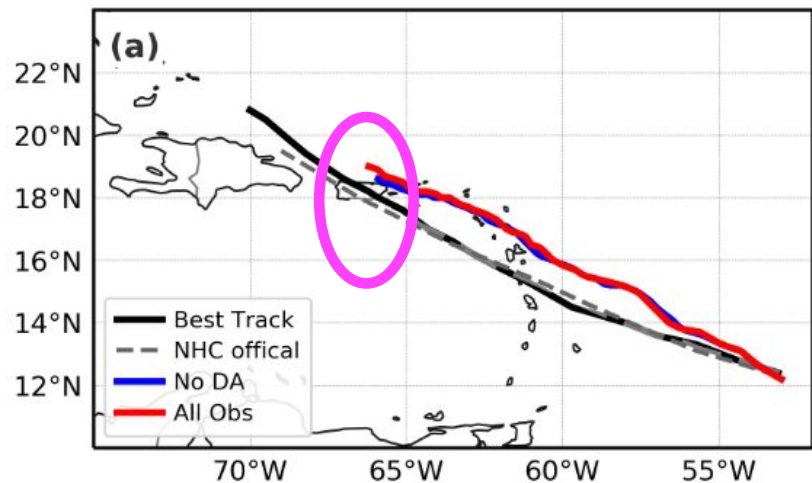 (a)
22°N
20°N
18°N
16°N
14°N
12°N
Best Track
NHC offical
No DA
All Obs
70°W
65°W
60°W
55°W